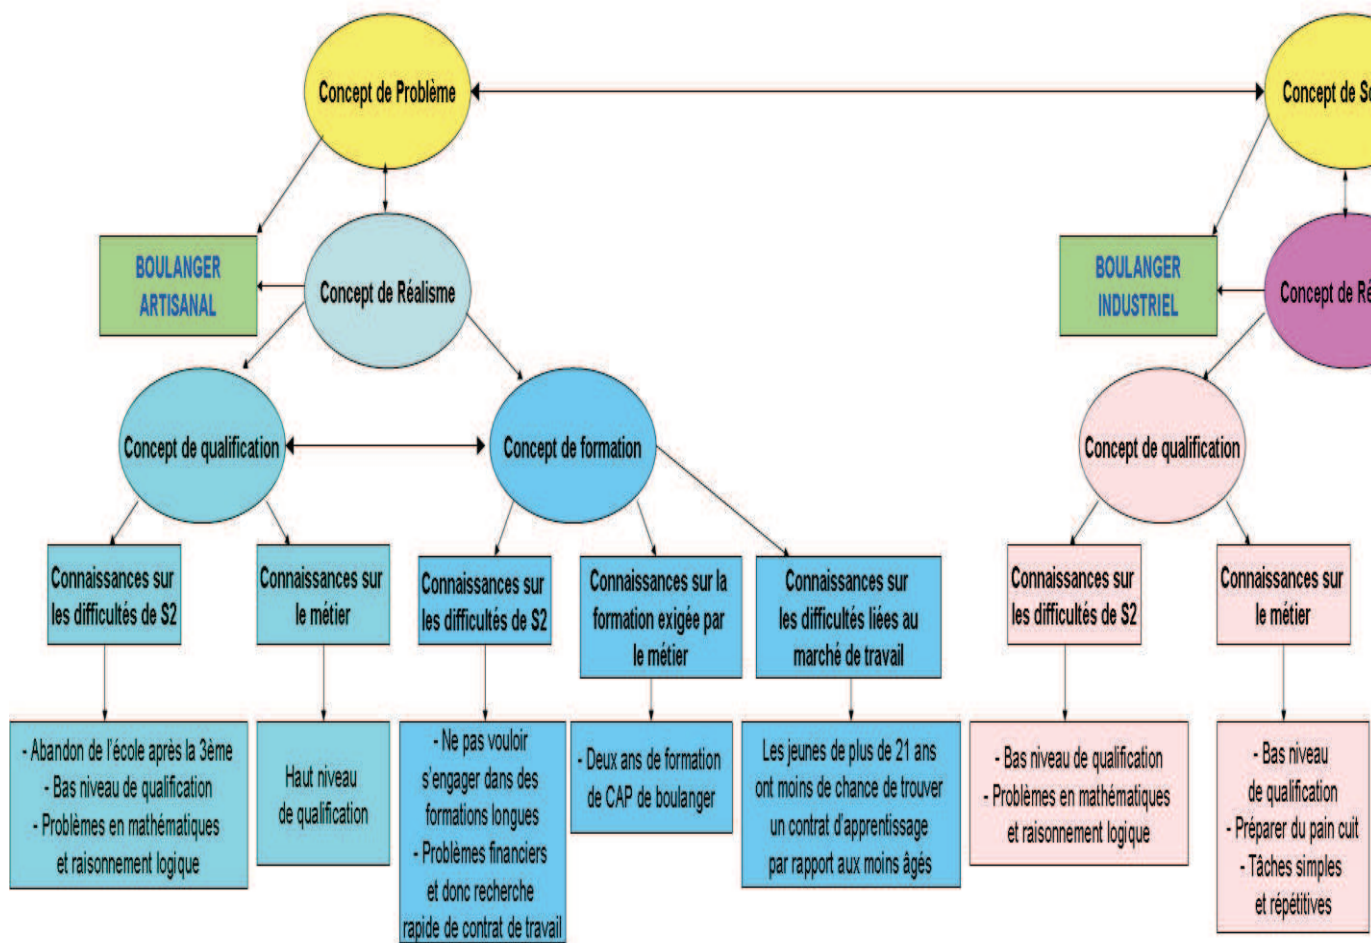 Concept de Problème
Concept de
BOULANGER
ARTISANAL
Concept de Réalisme
BOULANGER
INDUSTRIEL
Concept de
Concept de qualification
Concept de formation
Concept de qualification
Connaissances sur
les difficultés de S2
Connaissances sur
le métier
Connaissances sur
les difficultés de S2
Connaissances sur la
formation exigée par
le métier
Connaissances sur
les difficultés liées au
marché de travail
Connaissances sur
les difficultés de S2
Connaissances sur
le métier
- Abandon de l'école après la 3ème
- Bas niveau de qualification
- Problèmes en mathématiques
et raisonnement logique
Haut niveau
de qualification
- Ne pas vouloir
s'engager dans des
formations longues
- Problèmes financiers
et donc recherche
rapide de contrat de travail
- Deux ans de formation
de CAP de boulanger
Les jeunes de plus de 21 ans
ont moins de chance de trouver
un contrat d'apprentissage
par rapport aux moins âgés
- Bas niveau de qualification
- Problèmes en mathématiques
et raisonnement logique
- Bas niveau
de qualification
- Préparer du pain cuit
- Tâches simples
et répétitives